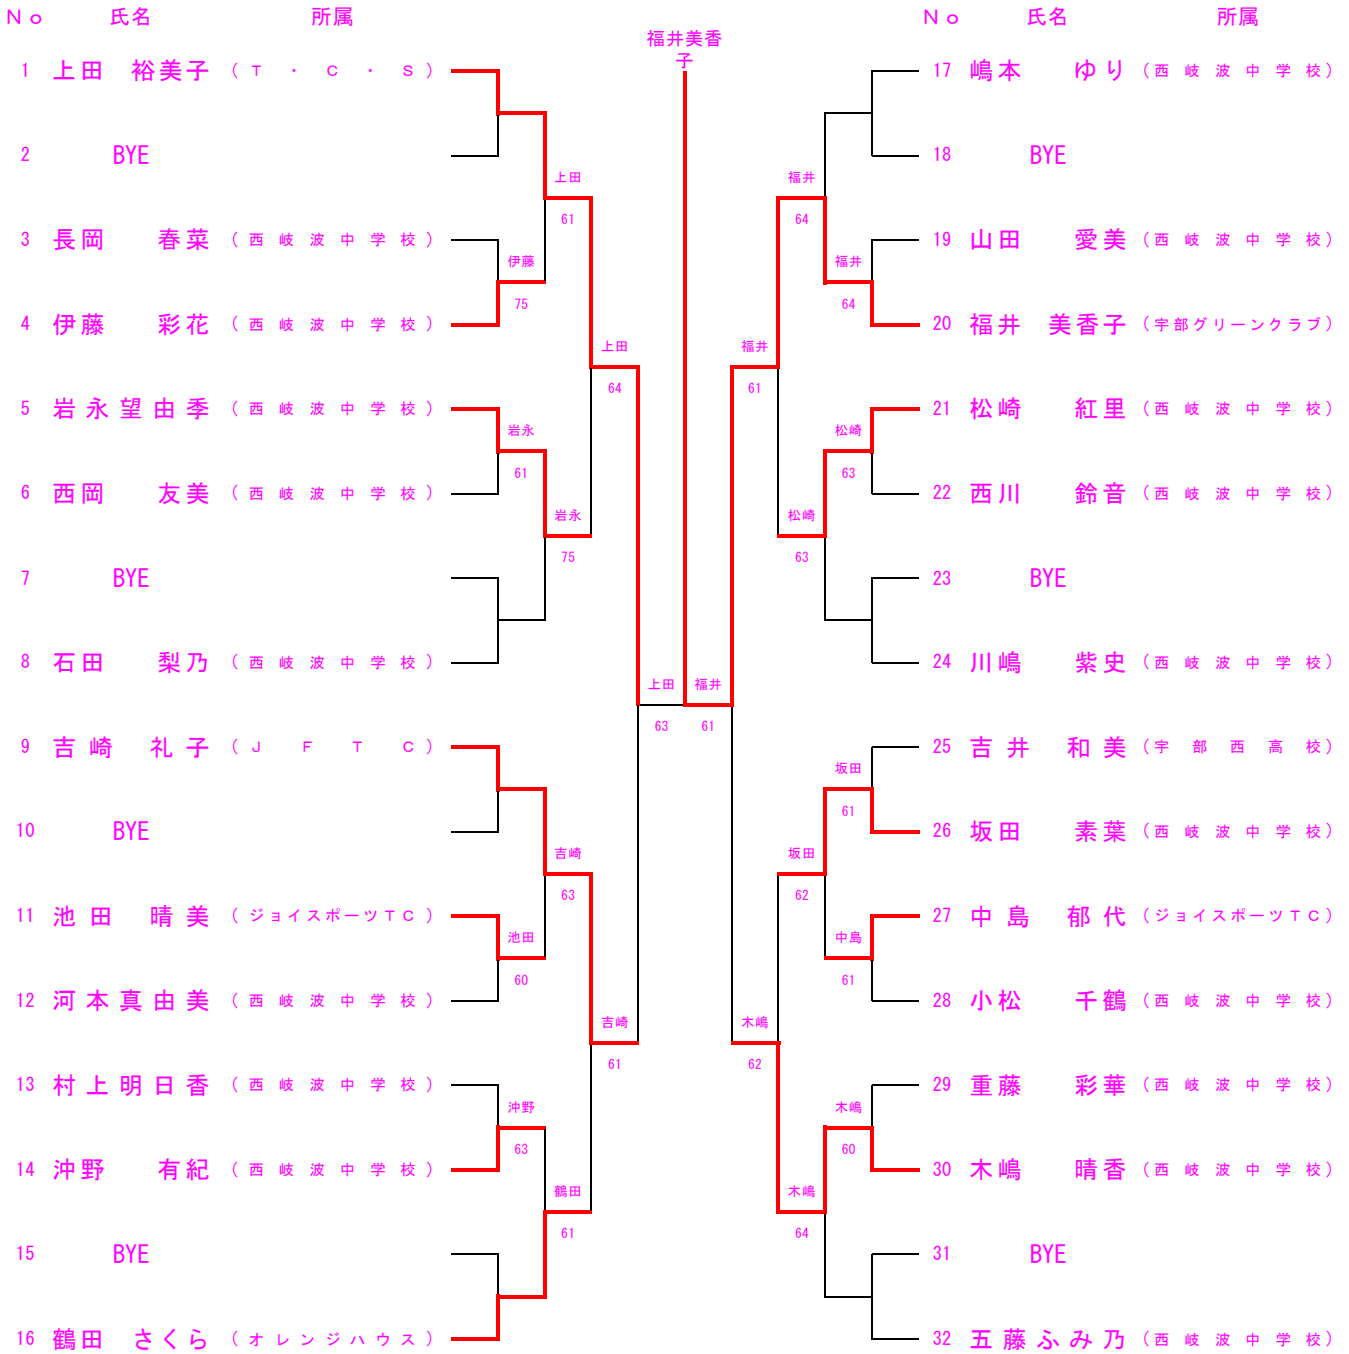 No 氏名 所属
1 上田 裕美子 (T・C・S)
2 BYE
3 長岡 春菜 (西岐波中学校)
4 伊藤 彩花 (西岐波中学校)
5 岩永望由季 (西岐波中学校)
6 西岡 友美 (西岐波中学校)
7 BYE
8 石田 梨乃 (西岐波中学校)
9 吉崎 礼子 (JFTC)
10 BYE
11 池田 晴美 (ジョイスポーツTC)
12 河本真由美 (西岐波中学校)
13 村上明日香 (西岐波中学校)
14 沖野 有紀 (西岐波中学校)
15 BYE
16 鶴田 さくら (オレンジハウス)
伊藤
75
岩永
61
池田
60
沖野
63
上田
61
岩永
75
吉崎
63
鶴田
61
上田
64
吉崎
61
上田
63
福井美香
子
福井
61
福井
61
木嶋
62
福井
64
松崎
63
坂田
62
木嶋
64
福井
64
松崎
63
坂田
61
中島
61
木嶋
60
No 氏名 所属
17 嶋本 ゆり (西岐波中学校)
18 BYE
19 山田 愛美 (西岐波中学校)
20 福井 美香子 (宇部グリーンクラブ)
21 松崎 紅里 (西岐波中学校)
22 西川 鈴音 (西岐波中学校)
23 BYE
24 川嶋 紫史 (西岐波中学校)
25 吉井 和美 (宇部西高校)
26 坂田 素葉 (西岐波中学校)
27 中島 郁代 (ジョイスポーツTC)
28 小松 千鶴 (西岐波中学校)
29 重藤 彩華 (西岐波中学校)
30 木嶋 晴香 (西岐波中学校)
31 BYE
32 五藤ふみ乃 (西岐波中学校)